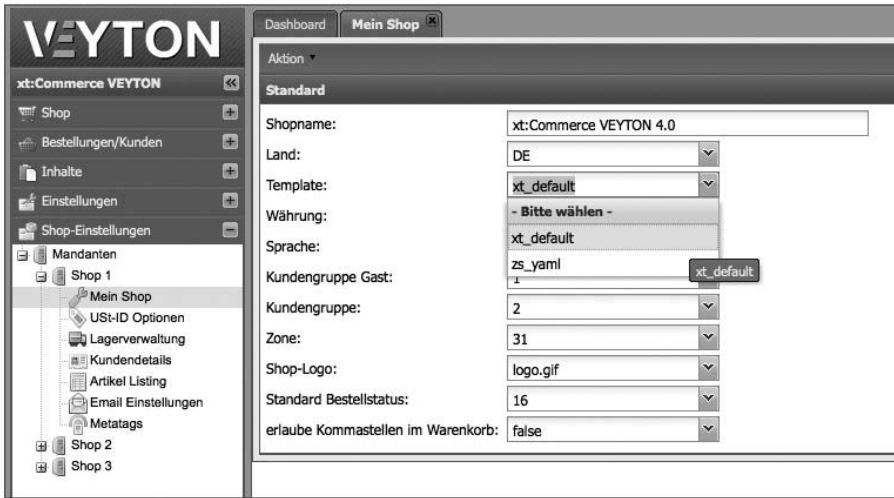 VEYTON
xt:Commerce VEYTON
Shop
Bestellungen/Kunden
Inhalte
Einstellungen
Shop-Einstellungen
Mandanten
Shop 1
Mein Shop
USt-ID Optionen
Lagerverwaltung
Kundendetails
Artikel Listing
Email Einstellungen
Metatags
Shop 2
Shop 3
Dashboard
Mein Shop
Aktion
Standard
Shopname: xt:Commerce VEYTON 4.0
Land: DE
Template: xt_default
- Bitte wählen -
xt_default
zs_yaml
xt_default
Währung:
Sprache:
Kundengruppe Gast: 1
Kundengruppe: 2
Zone: 31
Shop-Logo: logo.gif
Standard Bestellstatus: 16
erlaube Kommastellen im Warenkorb: false